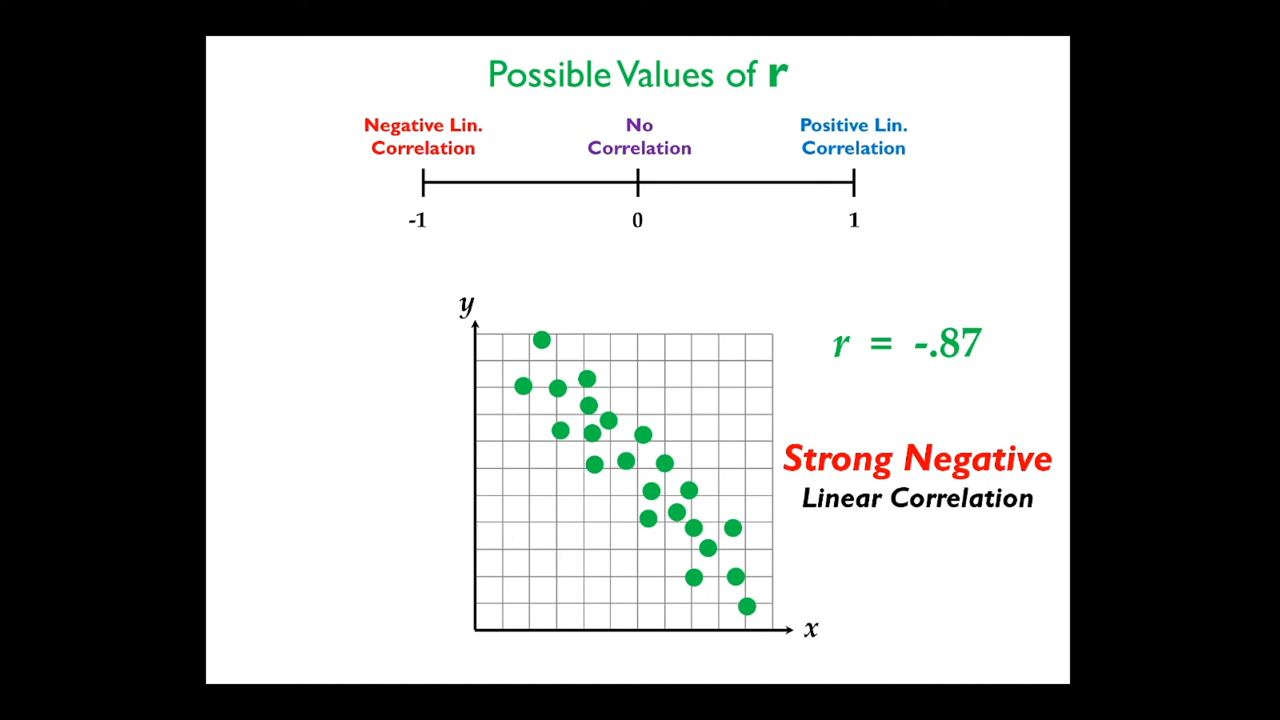 Possible Values of r
Negative Lin.
Correlation
No
Correlation
Positive Lin.
Correlation
-1
0
1
y
r = -.87
Strong Negative
Linear Correlation
x